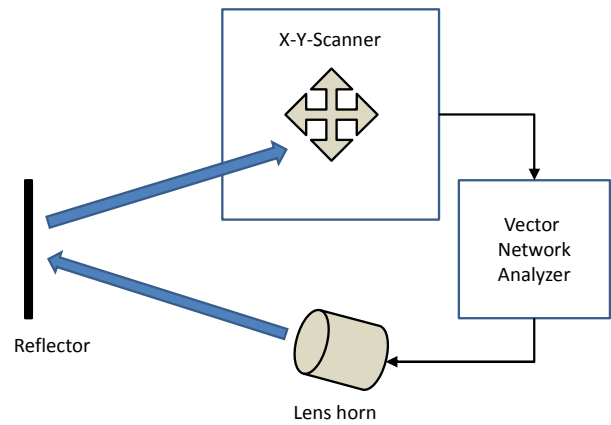 X-Y-Scanner
Vector
Network
Analyzer
Reflector
Lens horn